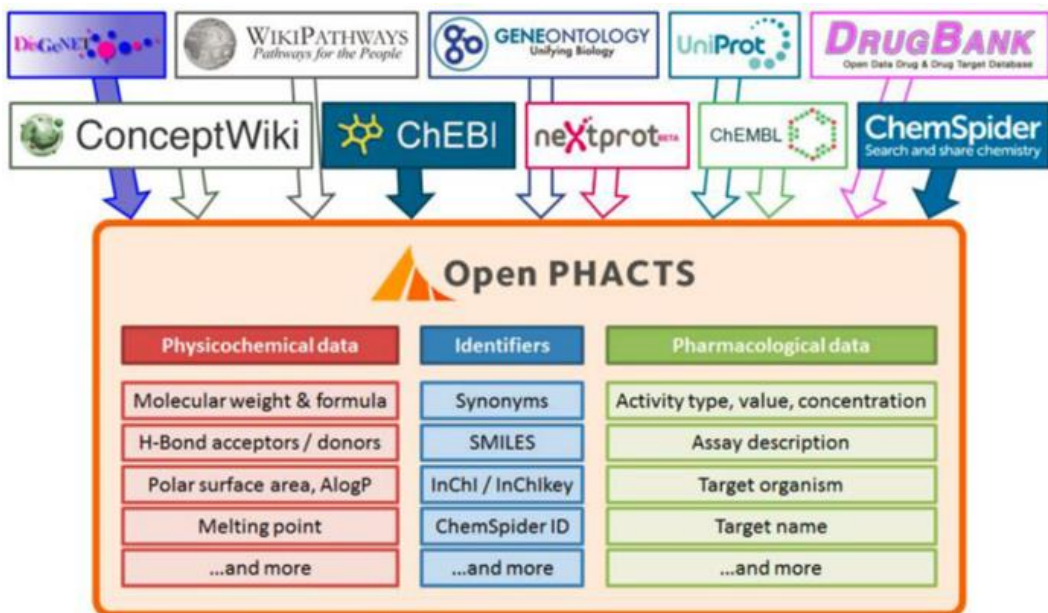 DisGeNET
WIKIPATHWAYS
Pathways for the People
GENEONTOLOGY
Unifying Biology
UniProt
DRUGBANK
Open Data Drug & Drug Target Database
ConceptWiki
ChEBI
neXtprot BETA
ChEMBL
ChemSpider
Search and share chemistry
Open PHACTS
Physicochemical data
Identifiers
Pharmacological data
Molecular weight & formula
Synonyms
Activity type, value, concentration
H-Bond acceptors / donors
SMILES
Assay description
Polar surface area, AlogP
InChI / InChIkey
Target organism
Melting point
ChemSpider ID
Target name
...and more
...and more
...and more